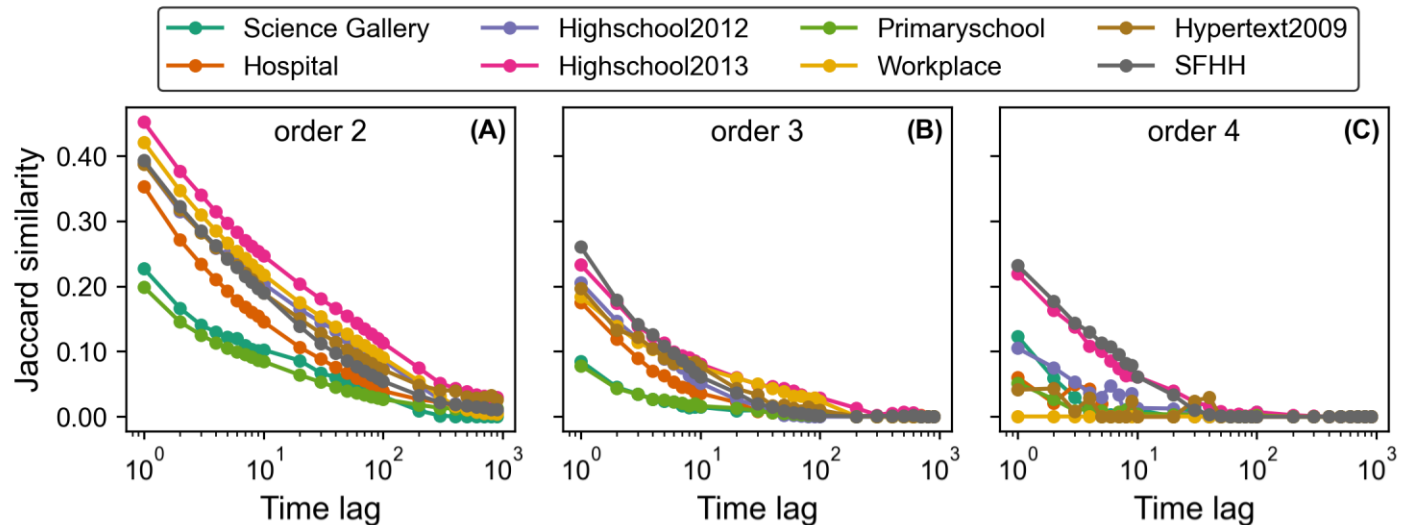 Science Gallery Highschool2012 Primaryschool Hypertext2009
Hospital Highschool2013 Workplace SFHH
order 2 (A) order 3 (B) order 4 (C)
Jaccard similarity
0.40
0.30
0.20
0.10
0.00
10^0 10^1 10^2 10^3 10^0 10^1 10^2 10^3 10^0 10^1 10^2 10^3
Time lag Time lag Time lag